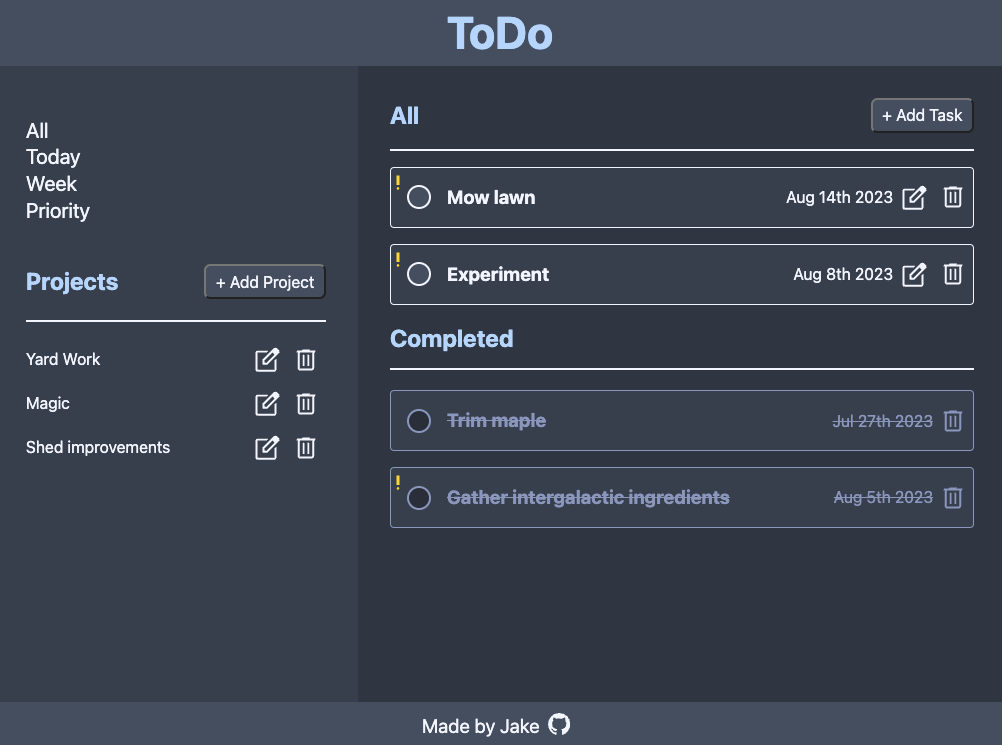 ToDo
All
Today
Week
Priority
Projects
+ Add Project
Yard Work
Magic
Shed improvements
All
+ Add Task
! Mow lawn Aug 14th 2023
! Experiment Aug 8th 2023
Completed
Trim maple Jul 27th 2023
! Gather intergalactic ingredients Aug 5th 2023
Made by Jake